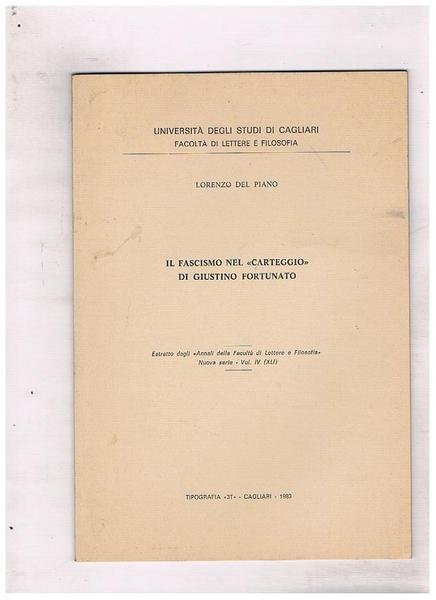 UNIVERSITÀ DEGLI STUDI DI CAGLIARI
FACOLTÀ DI LETTERE E FILOSOFIA
LORENZO DEL PIANO
IL FASCISMO NEL «CARTEGGIO»
DI GIUSTINO FORTUNATO
Estratto dagli «Annali della Facoltà di Lettere e Filosofia»
Nuova serie - Vol. IV (XLI)
TIPOGRAFIA «3T» - CAGLIARI - 1983